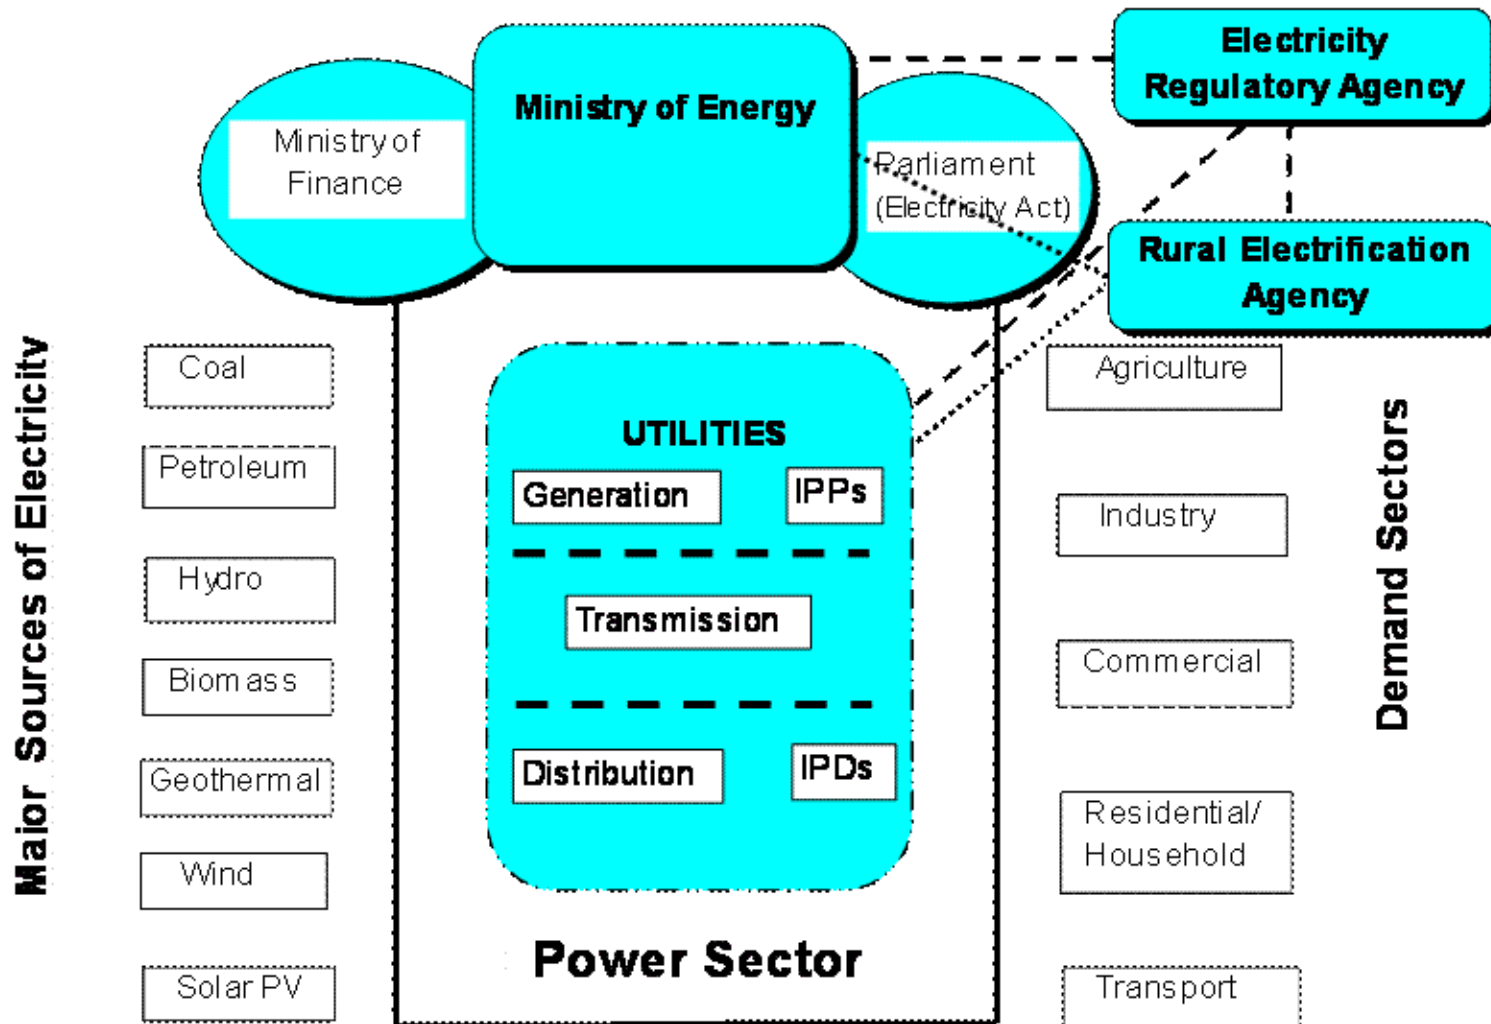 Ministry of Energy
Electricity
Regulatory Agency
Ministry of
Finance
Parliament
(Electricity Act)
Rural Electrification
Agency
Major Sources of Electricity
Coal
Petroleum
Hydro
Biomass
Geothermal
Wind
Solar PV
UTILITIES
Generation
IPPs
Transmission
Distribution
IPDs
Power Sector
Agriculture
Industry
Commercial
Residential/
Household
Transport
Demand Sectors